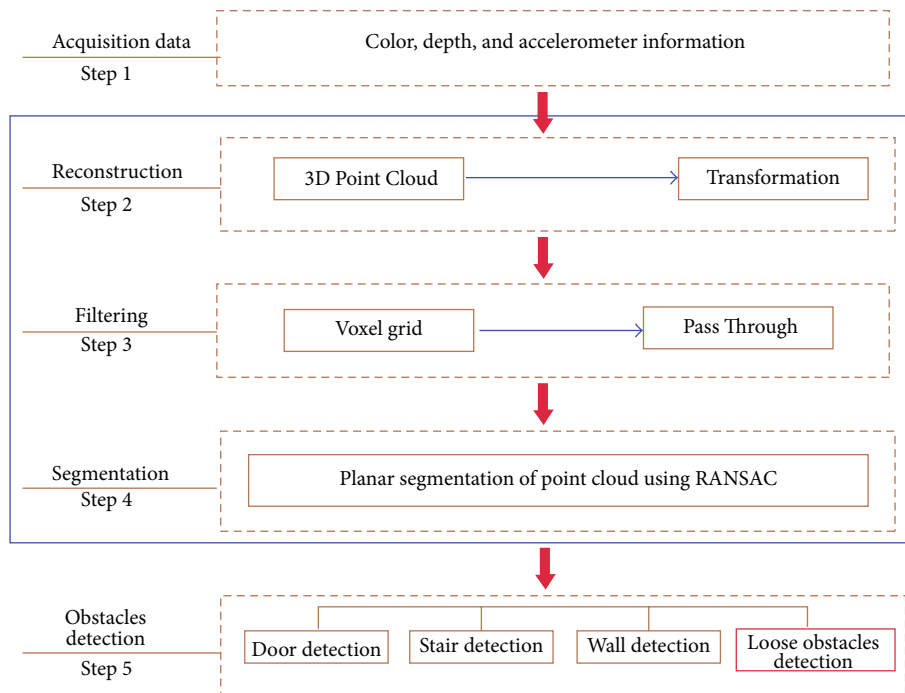 Acquisition data
Step 1
Color, depth, and accelerometer information
Reconstruction
Step 2
3D Point Cloud
Transformation
Filtering
Step 3
Voxel grid
Pass Through
Segmentation
Step 4
Planar segmentation of point cloud using RANSAC
Obstacles
detection
Step 5
Door detection
Stair detection
Wall detection
Loose obstacles
detection